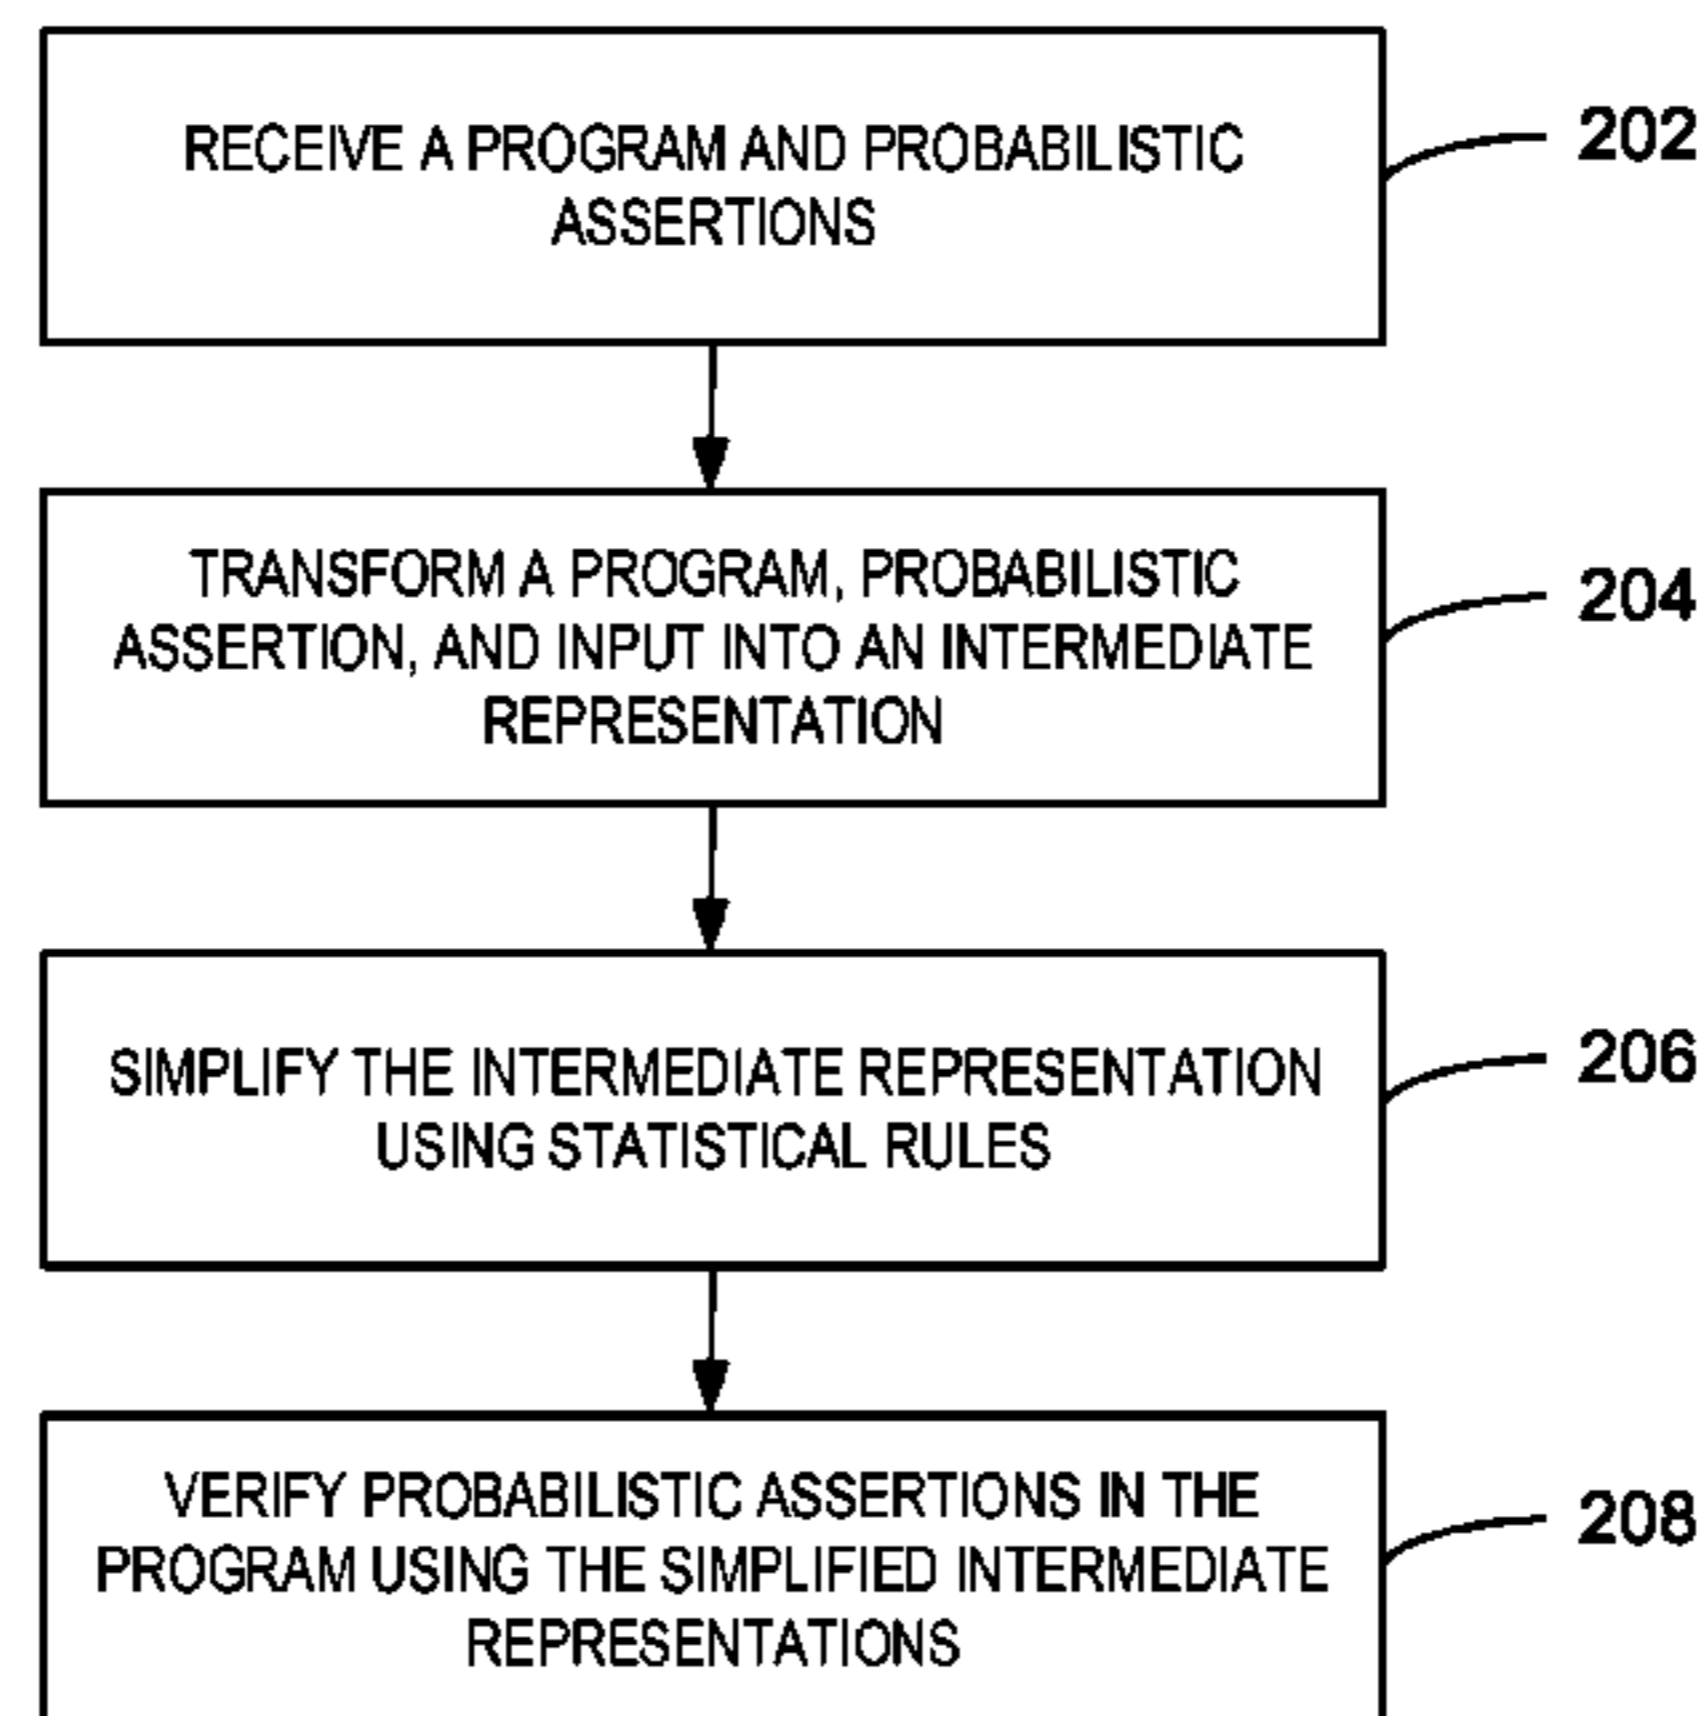 RECEIVE A PROGRAM AND PROBABILISTIC
ASSERTIONS
202
TRANSFORM A PROGRAM, PROBABILISTIC
ASSERTION, AND INPUT INTO AN INTERMEDIATE
REPRESENTATION
204
SIMPLIFY THE INTERMEDIATE REPRESENTATION
USING STATISTICAL RULES
206
VERIFY PROBABILISTIC ASSERTIONS IN THE
PROGRAM USING THE SIMPLIFIED INTERMEDIATE
REPRESENTATIONS
208